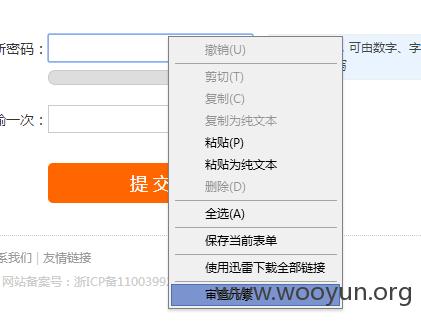 新密码：
撤销(U)
，可由数字、字
剪切(T)
复制(C)
输一次：
复制为纯文本
粘贴(P)
粘贴为纯文本
提交
删除(D)
全选(A)
保存当前表单
系我们 | 友情链接
使用迅雷下载全部链接
网站备案号：浙ICP备1100399
审查元素
www.wooyun.org